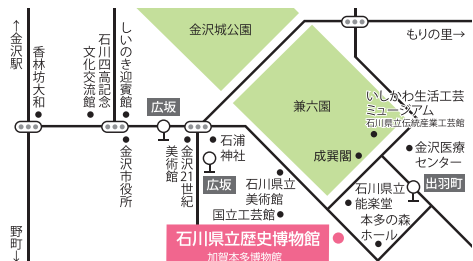 ←金沢駅
香林坊大和
石川四高記念
文化交流館
しいのき迎賓館
金沢城公園
もりの里→
兼六園
いしかわ生活工芸
ミュージアム
石川県立伝統産業工芸館
広坂
金沢市役所
金沢21世紀
美術館
石浦
神社
広坂
成巽閣
金沢医療
センター
出羽町
石川県立
美術館
国立工芸館
石川県立
能楽堂
本多の森
ホール
野町→
石川県立歴史博物館
加賀本多博物館